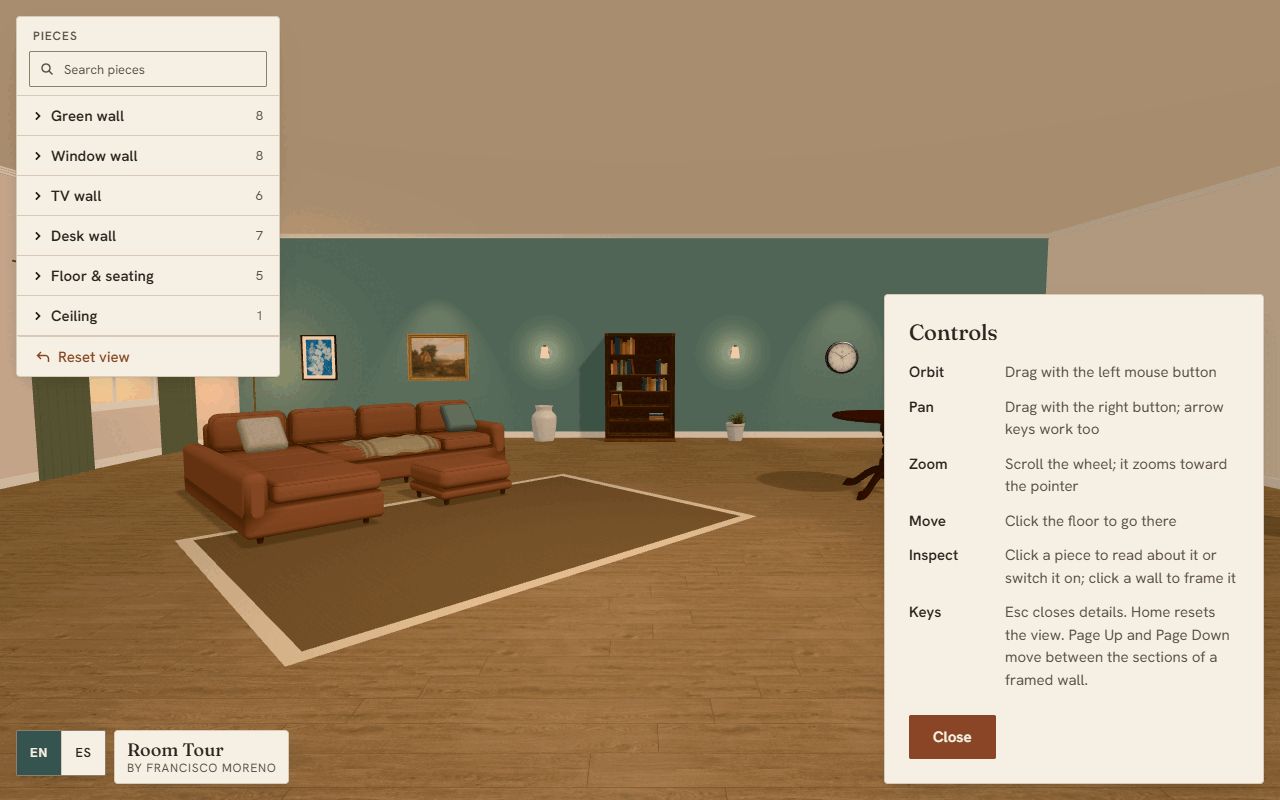 PIECES
Search pieces
Green wall 8
Window wall 8
TV wall 6
Desk wall 7
Floor & seating 5
Ceiling 1
Reset view
Controls
Orbit Drag with the left mouse button
Pan Drag with the right button; arrow
keys work too
Zoom Scroll the wheel; it zooms toward
the pointer
Move Click the floor to go there
Inspect Click a piece to read about it or
switch it on; click a wall to frame it
Keys Esc closes details. Home resets
the view. Page Up and Page Down
move between the sections of a
framed wall.
Close
EN ES
Room Tour
BY FRANCISCO MORENO